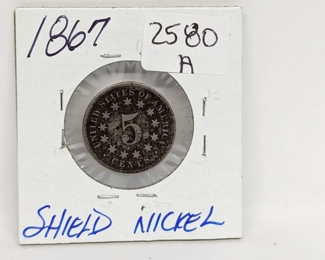 1867
2580
A
UNITED STATES OF AMERICA
5
CENTS
SHIELD NICKEL